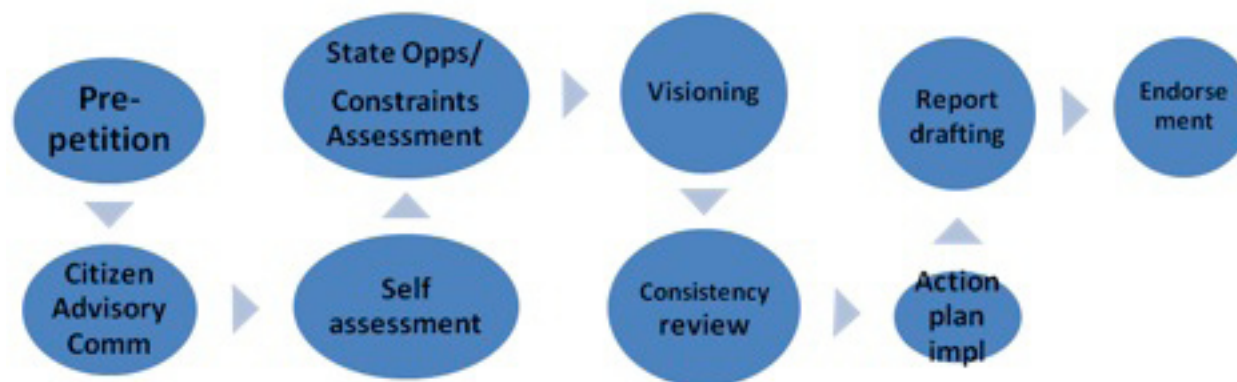 Pre-
petition
Citizen
Advisory
Comm
Self
assessment
State Opps/
Constraints
Assessment
Visioning
Consistency
review
Action
plan
impl
Report
drafting
Endorse
ment